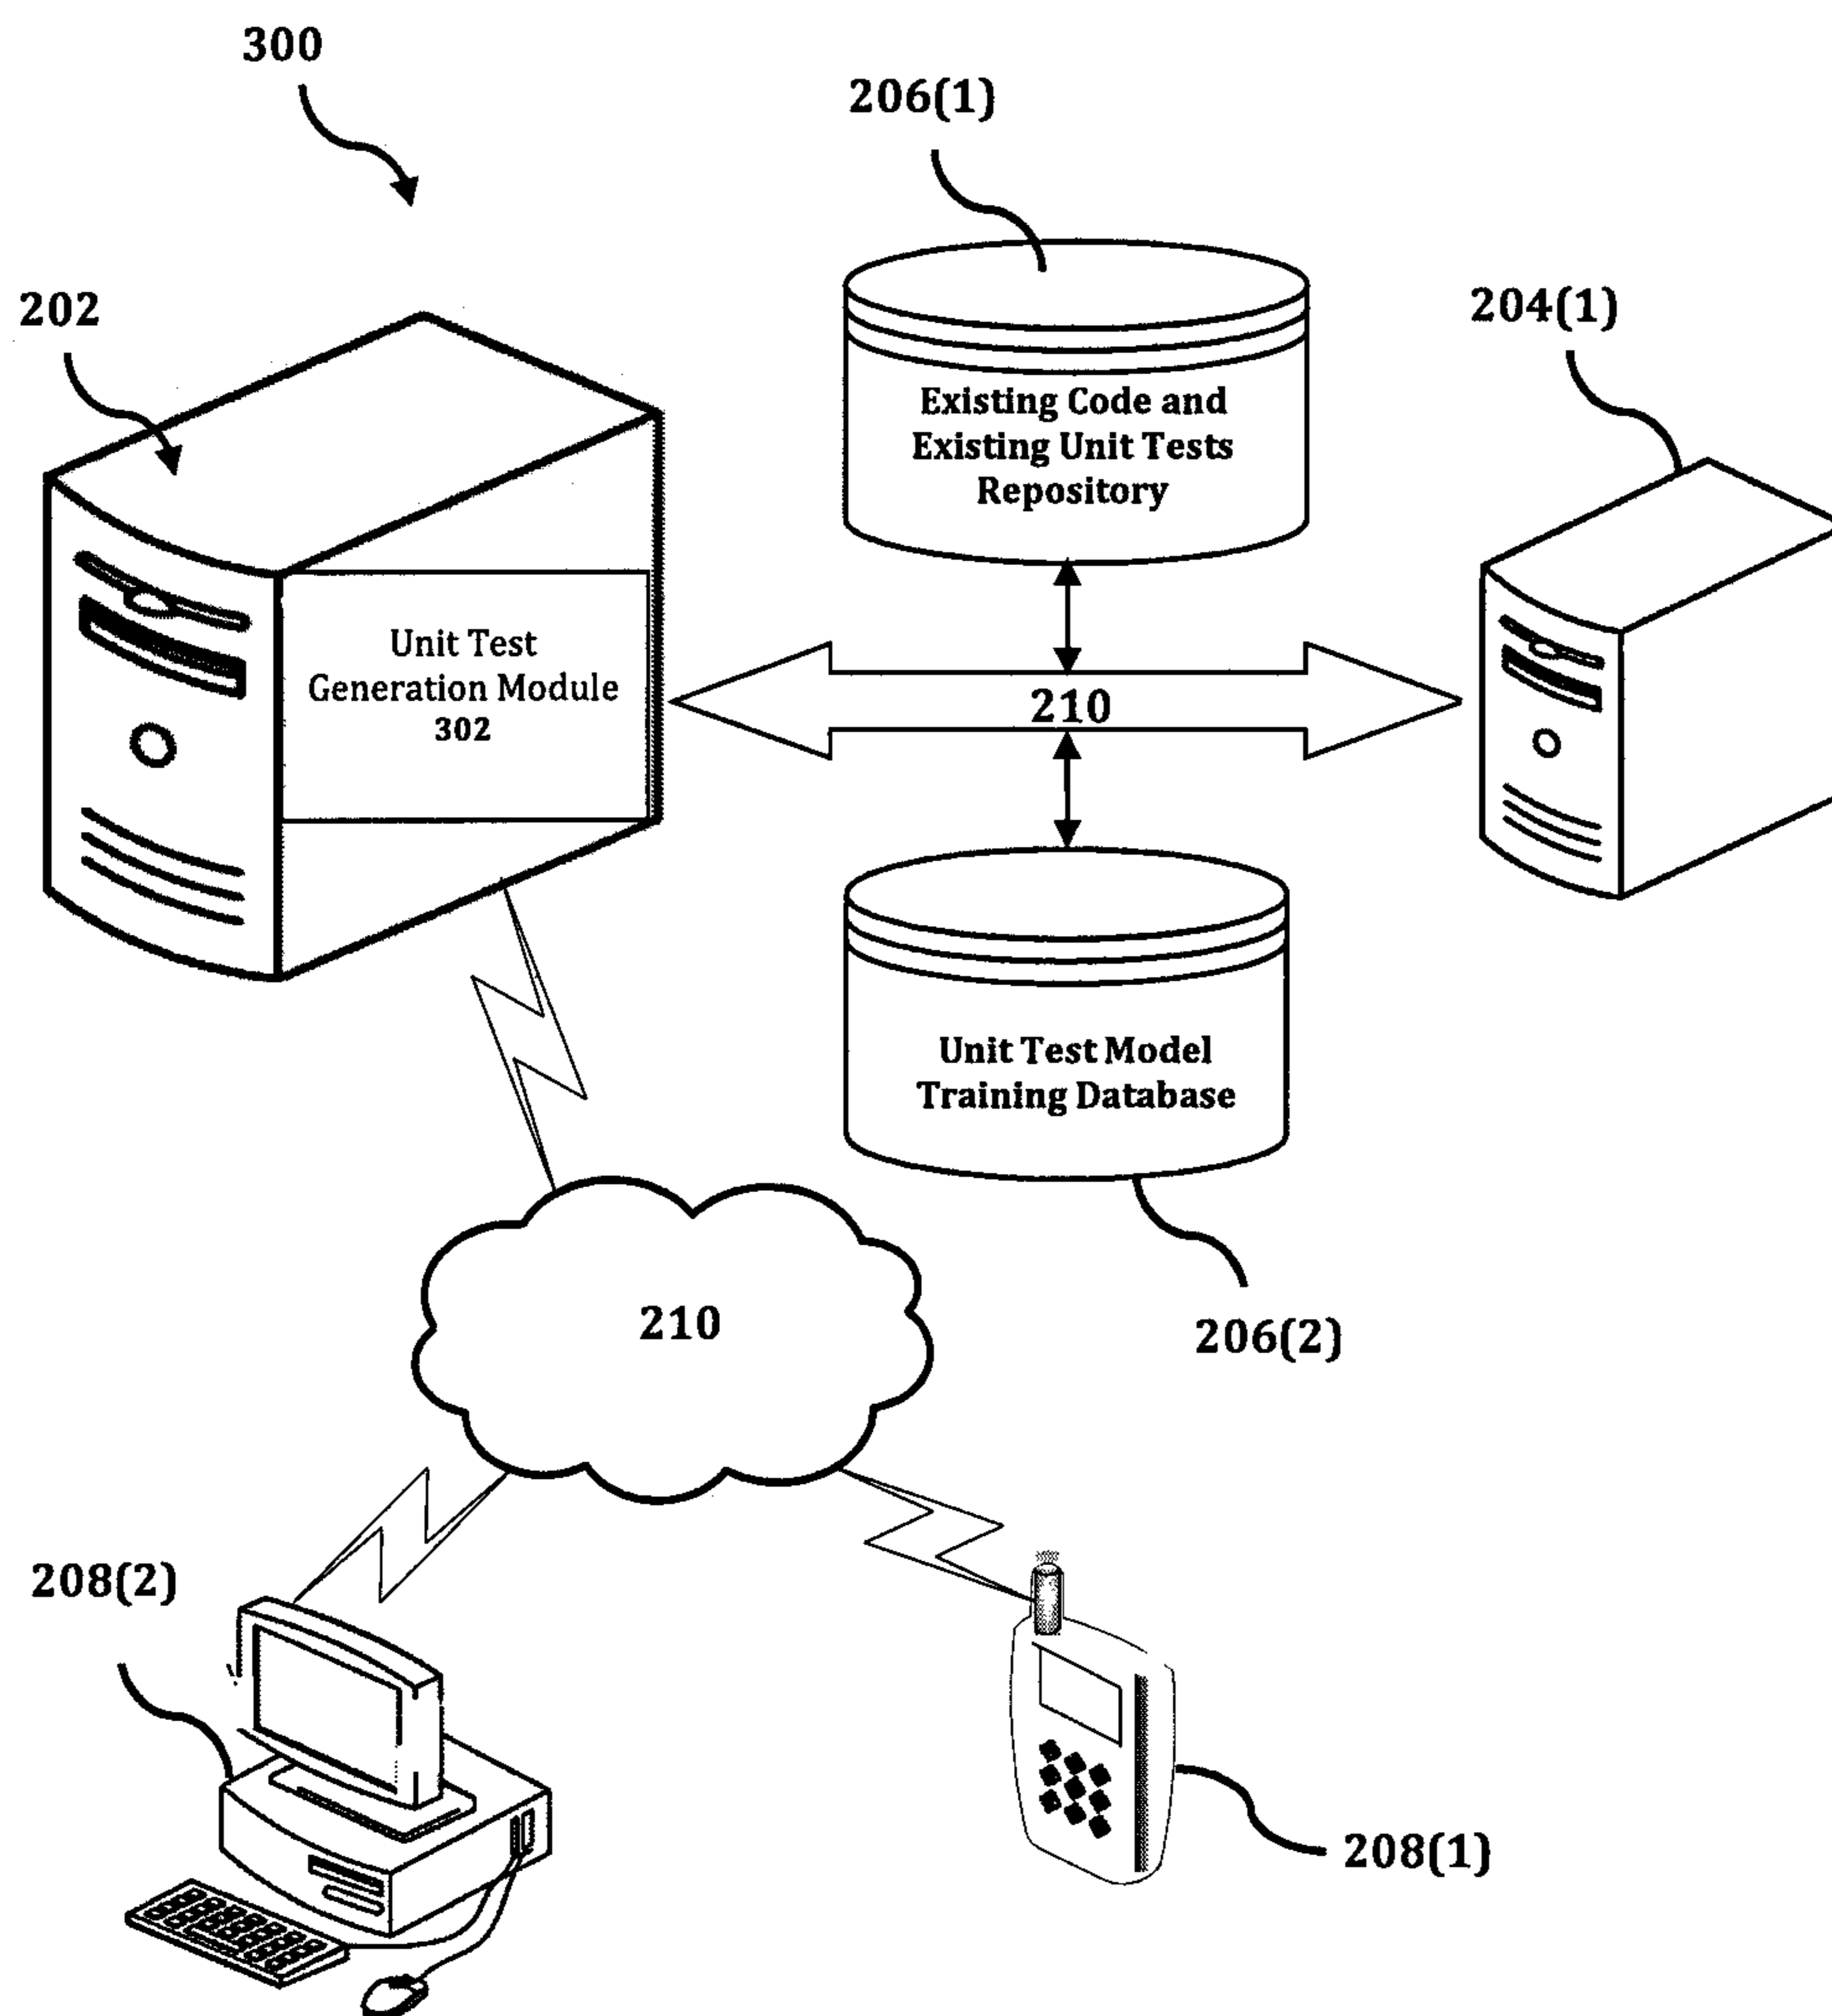 300
206(1)
202
204(1)
Existing Code and
Existing Unit Tests
Repository
Unit Test
Generation Module
302
210
Unit Test Model
Training Database
210
206(2)
208(2)
208(1)